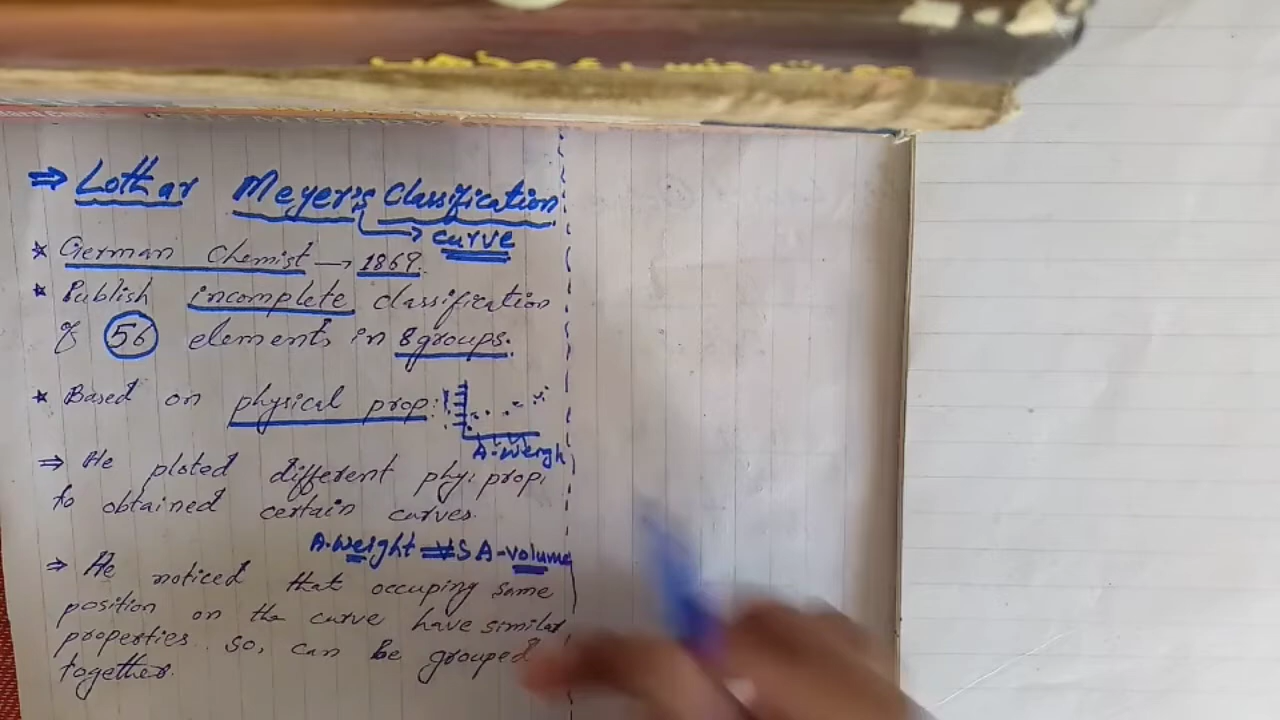 ⇒ Lothar Meyer's Classification
→ curve
* German Chemist → 1869.
* Publish incomplete classification
of 56 elements in 8 groups.
* Based on physical prop:
A-weigh
⇒ He ploted different phy: prop:
to obtained certain curves.
A-weight ⇒ VS A-volume
⇒ He noticed that occuping same
position on the curve have similar
properties. So, can be grouped
together.